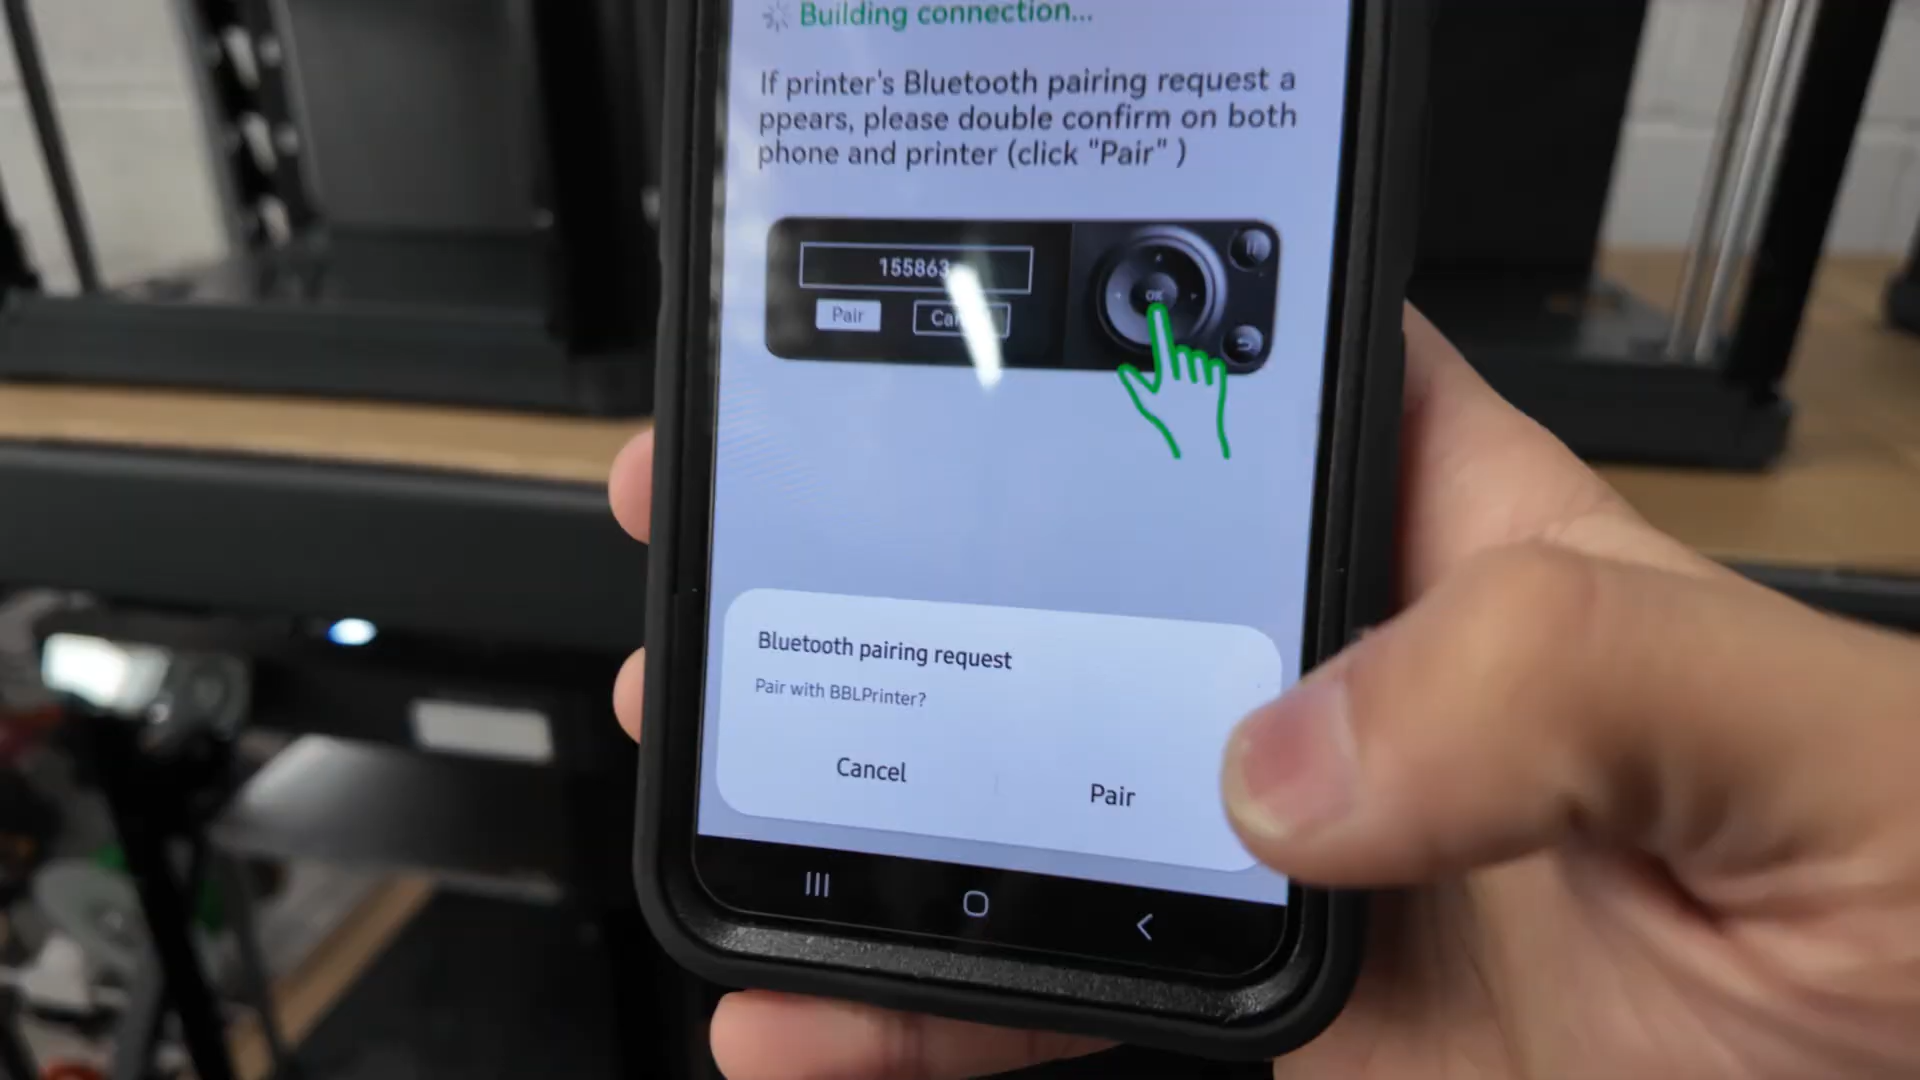 Building connection...
If printer's Bluetooth pairing request a
ppears, please double confirm on both
phone and printer (click "Pair" )
155863
OK
Pair
Bluetooth pairing request
Pair with BBLPrinter?
Cancel
Pair